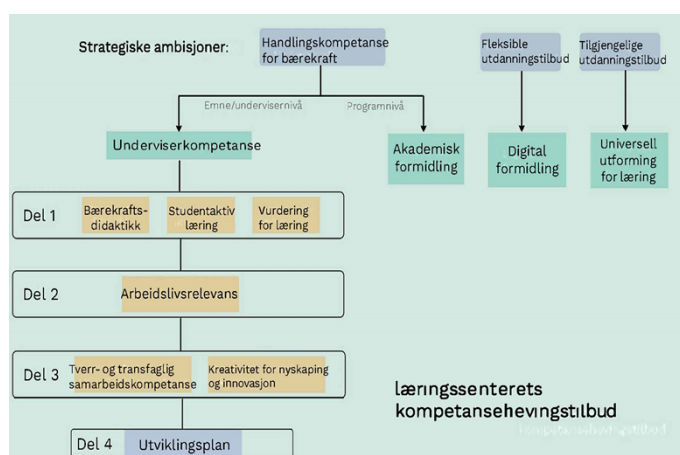 Strategiske ambisjoner:
Handlingskompetanse
for bærekraft
Fleksible
utdanningstilbud
Tilgjengelige
utdanningstilbud
Emne/undervisernivå
Programnivå
Underviserkompetanse
Akademisk
formidling
Digital
formidling
Universell
utforming
for læring
Del 1
Bærekrafts-
didaktikk
Studentaktiv
læring
Vurdering
for læring
Del 2
Arbeidslivsrelevans
Del 3
Tverr- og transfaglig
samarbeidskompetanse
Kreativitet for nyskaping
og innovasjon
læringssenterets
kompetansehevingstilbud
kompetansehevingstilbud
Del 4
Utviklingsplan